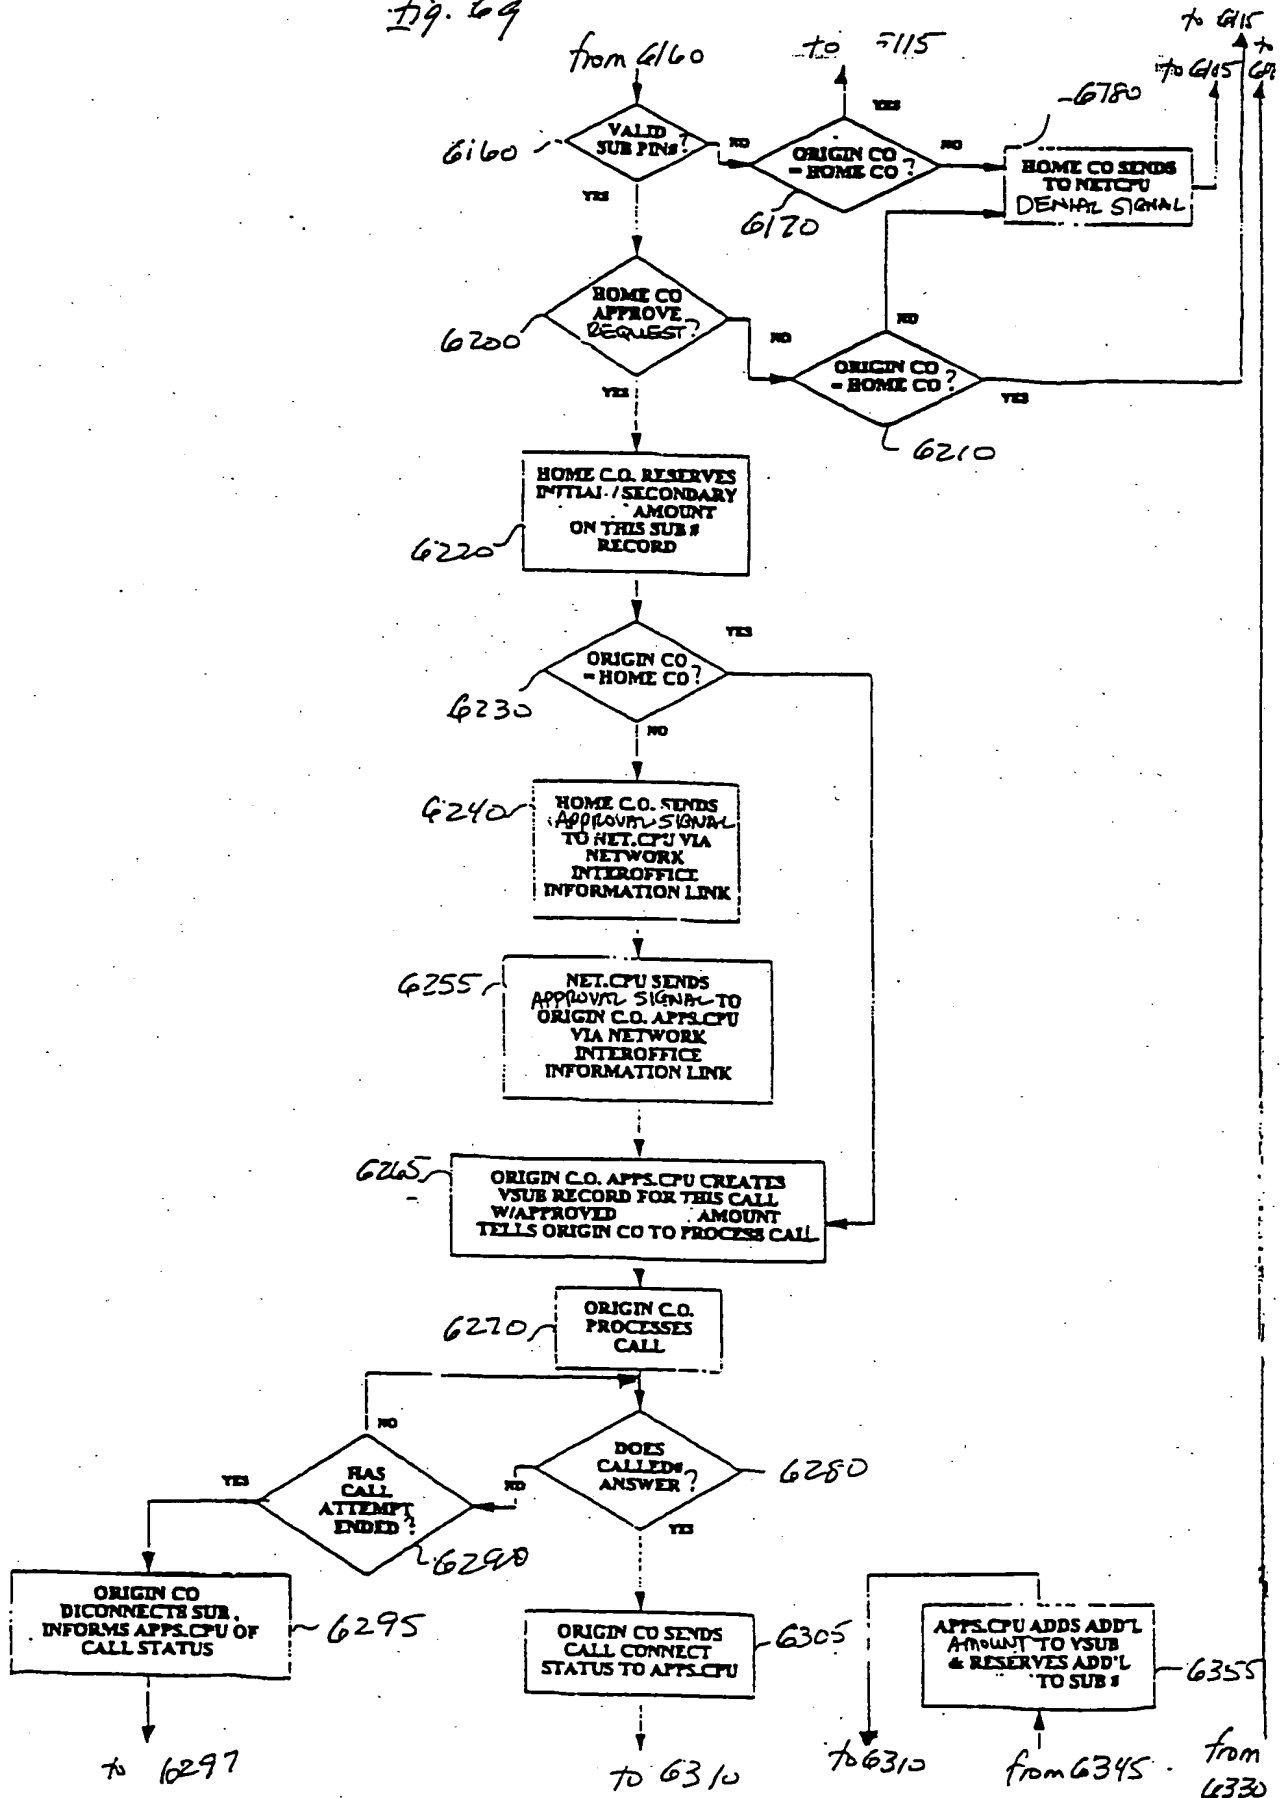 from 6160
to 6115
to 6105
to
VALID
SUB PIN#?
6160
NO
YES
ORIGIN CO
= HOME CO?
6170
YES
NO
6780
HOME CO SENDS
TO NETCPU
DENIAL SIGNAL
HOME CO
APPROVE
REQUEST?
6200
NO
YES
ORIGIN CO
= HOME CO?
NO
YES
6210
HOME C.O. RESERVES
INITIAL/SECONDARY
AMOUNT
ON THIS SUB #
RECORD
6220
ORIGIN CO
= HOME CO?
YES
6230
NO
6240
HOME C.O. SENDS
APPROVAL SIGNAL
TO NET.CPU VIA
NETWORK
INTEROFFICE
INFORMATION LINK
6255
NET.CPU SENDS
APPROVAL SIGNAL TO
ORIGIN C.O. APPS.CPU
VIA NETWORK
INTEROFFICE
INFORMATION LINK
6265
ORIGIN C.O. APPS.CPU CREATES
VSUB RECORD FOR THIS CALL
W/APPROVED AMOUNT
TELLS ORIGIN CO TO PROCESS CALL
6270
ORIGIN C.O.
PROCESSES
CALL
NO
YES
HAS
CALL
ATTEMPT
ENDED?
6290
DOES
CALLED#
ANSWER?
6280
NO
YES
ORIGIN CO
DICONNECTS SUB,
INFORMS APPS.CPU OF
CALL STATUS
6295
ORIGIN CO SENDS
CALL CONNECT
STATUS TO APPS.CPU
6305
APPS.CPU ADDS ADD'L
AMOUNT TO VSUB
& RESERVES ADD'L
TO SUB #
6355
to 6297
to 6310
to 6310
from 6345
from
6330